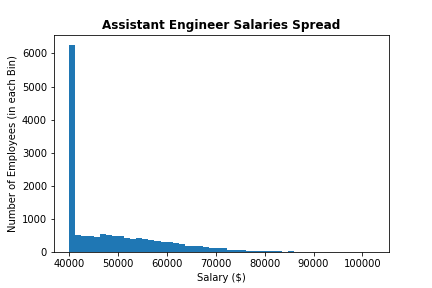 Assistant Engineer Salaries Spread
Number of Employees (in each Bin)
6000
5000
4000
3000
2000
1000
0
40000 50000 60000 70000 80000 90000 100000
Salary ($)